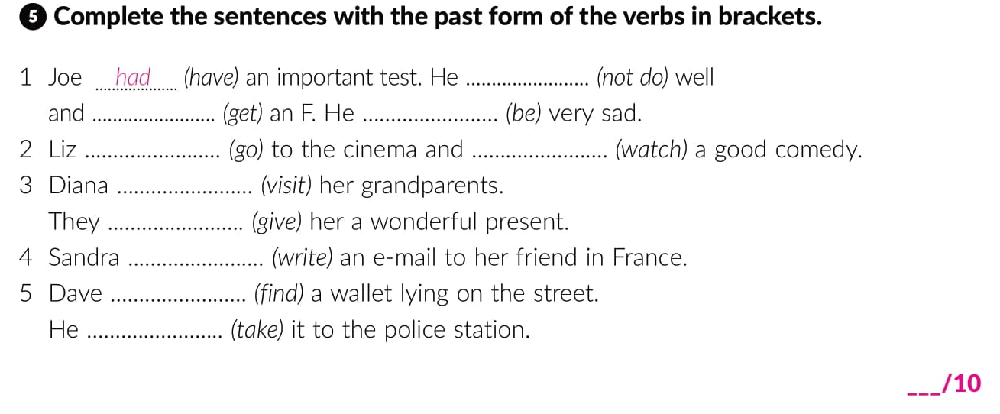 5 Complete the sentences with the past form of the verbs in brackets.
1 Joe had (have) an important test. He ........................ (not do) well
and ........................ (get) an F. He ........................ (be) very sad.
2 Liz ........................ (go) to the cinema and ........................ (watch) a good comedy.
3 Diana ........................ (visit) her grandparents.
They ........................ (give) her a wonderful present.
4 Sandra ........................ (write) an e-mail to her friend in France.
5 Dave ........................ (find) a wallet lying on the street.
He ........................ (take) it to the police station.
___/10